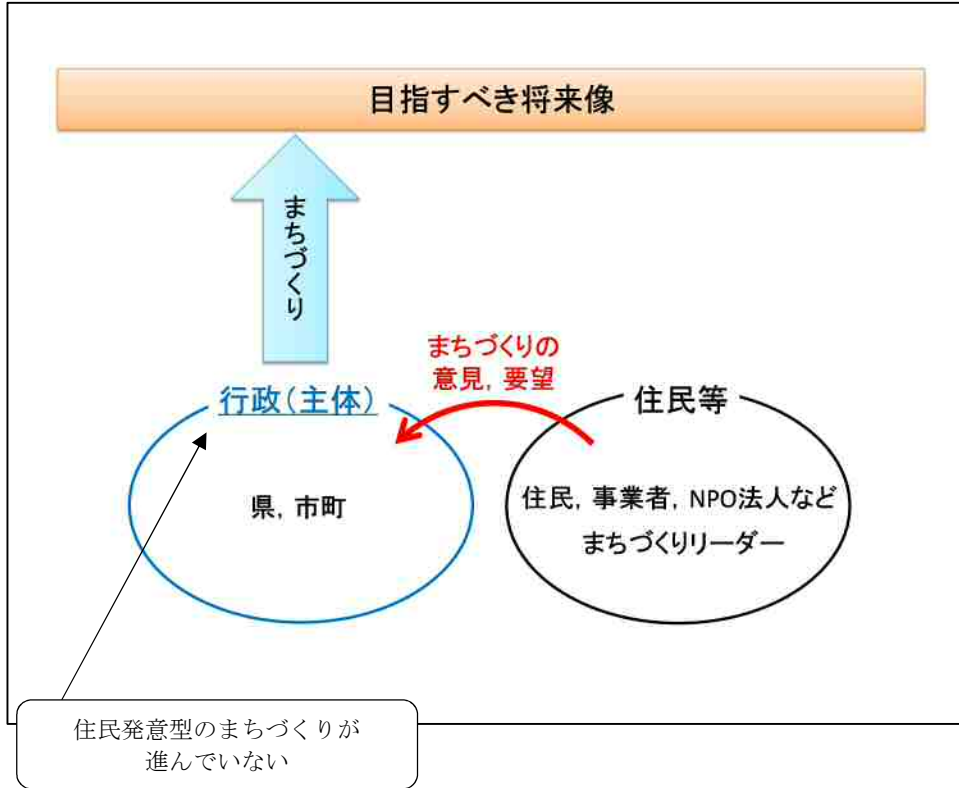 目指すべき将来像
まちづくり
まちづくりの
意見，要望
行政（主体）
住民等
県，市町
住民，事業者，NPO法人など
まちづくりリーダー
住民発意型のまちづくりが
進んでいない